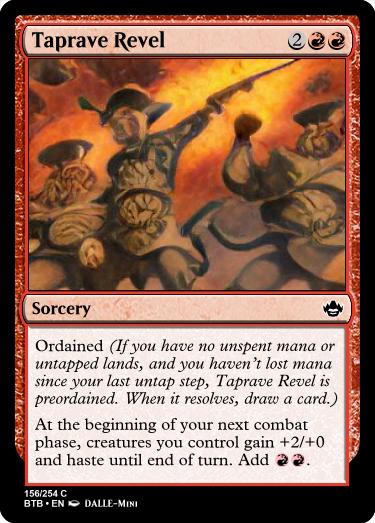 Taprave Revel 2
Sorcery
Ordained (If you have no unspent mana or
untapped lands, and you haven't lost mana
since your last untap step, Taprave Revel is
preordained. When it resolves, draw a card.)
At the beginning of your next combat
phase, creatures you control gain +2/+0
and haste until end of turn. Add .
156/254 C
BTB • EN DALLE-Mini